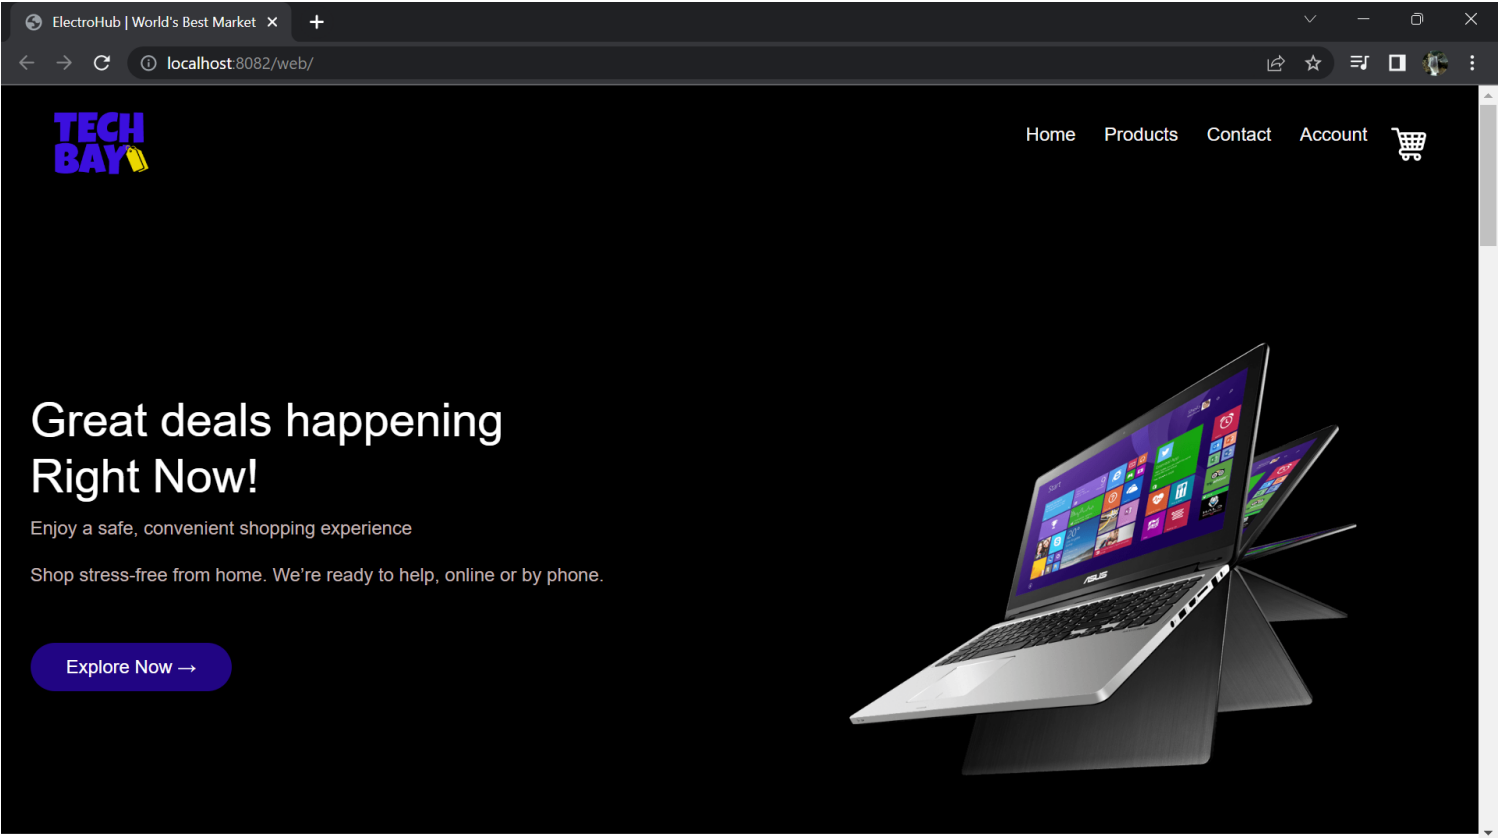 ElectroHub | World's Best Market
localhost:8082/web/
TECH
BAY
Home Products Contact Account
Great deals happening
Right Now!
Enjoy a safe, convenient shopping experience
Shop stress-free from home. We’re ready to help, online or by phone.
Explore Now →
Start
ASUS